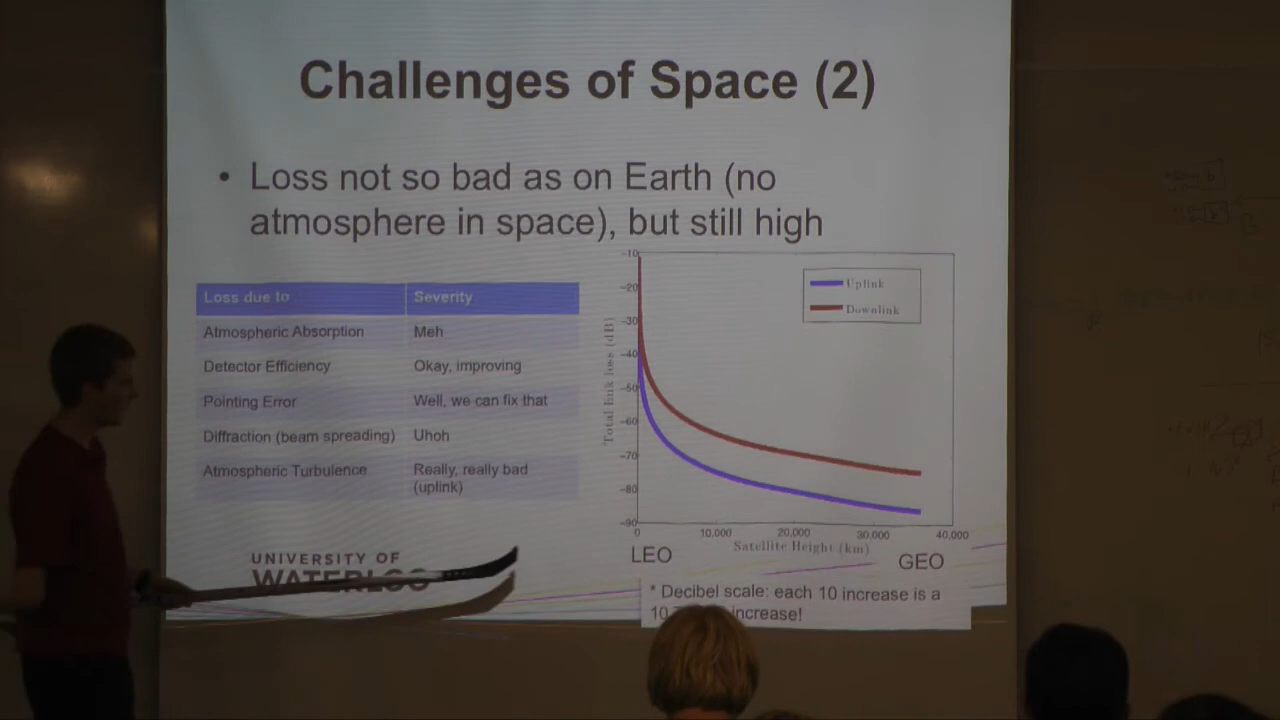 Challenges of Space (2)
• Loss not so bad as on Earth (no
atmosphere in space), but still high
Loss due to Severity
Atmospheric Absorption Meh
Detector Efficiency Okay, improving
Pointing Error Well, we can fix that
Diffraction (beam spreading) Uhoh
Atmospheric Turbulence Really, really bad
(uplink)
Total link loss (dB)
-10
-20
-30
-40
-50
-60
-70
-80
-90
Uplink
Downlink
0 10,000 20,000 30,000 40,000
Satellite Height (km)
LEO GEO
* Decibel scale: each 10 increase is a
10 increase!
UNIVERSITY OF
WATERLOO